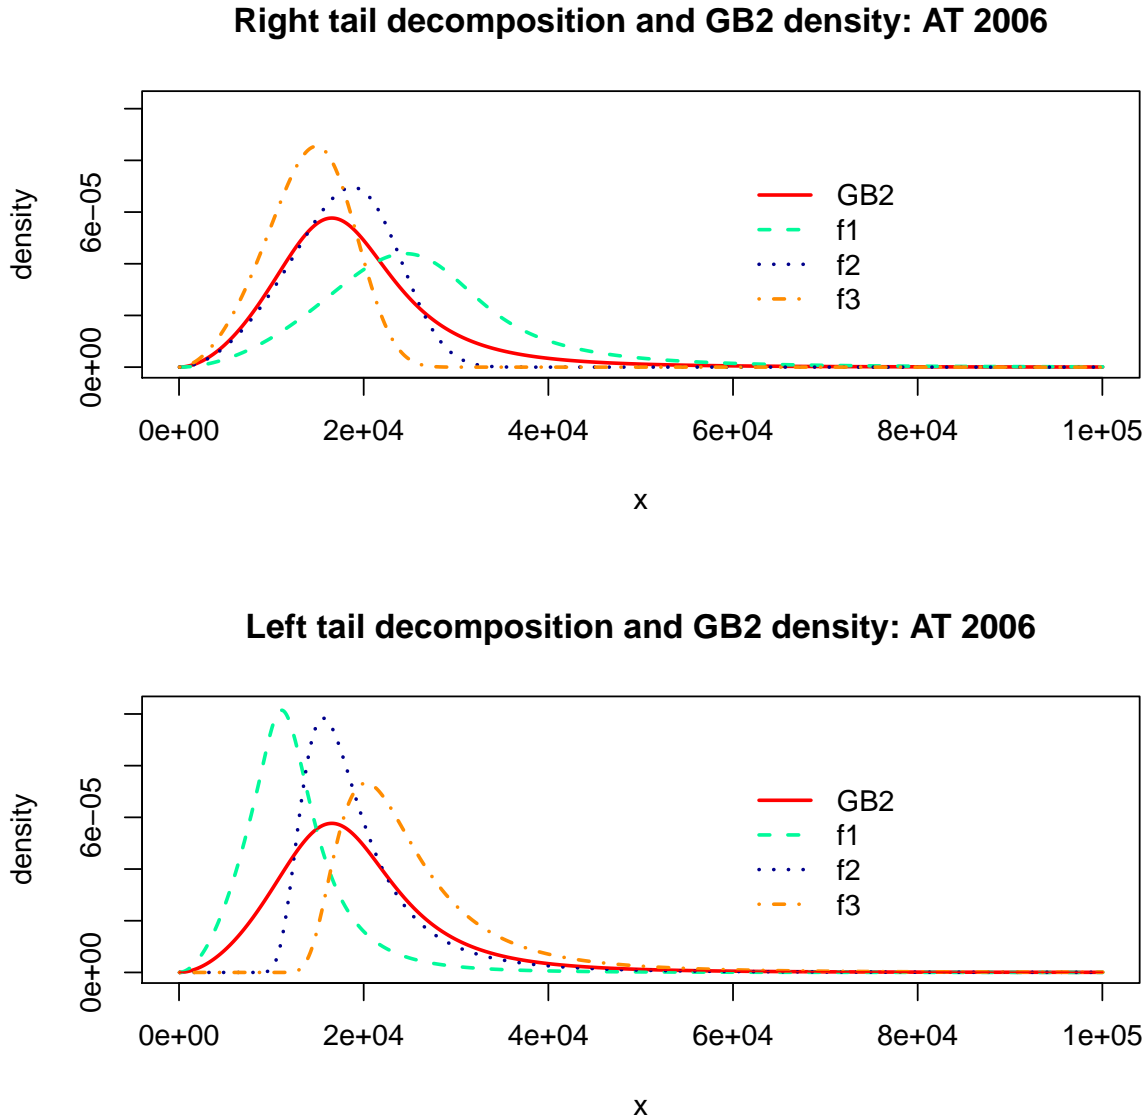 Right tail decomposition and GB2 density: AT 2006
density
0e+00
6e−05
GB2
f1
f2
f3
0e+00 2e+04 4e+04 6e+04 8e+04 1e+05
x
Left tail decomposition and GB2 density: AT 2006
density
0e+00
6e−05
GB2
f1
f2
f3
0e+00 2e+04 4e+04 6e+04 8e+04 1e+05
x